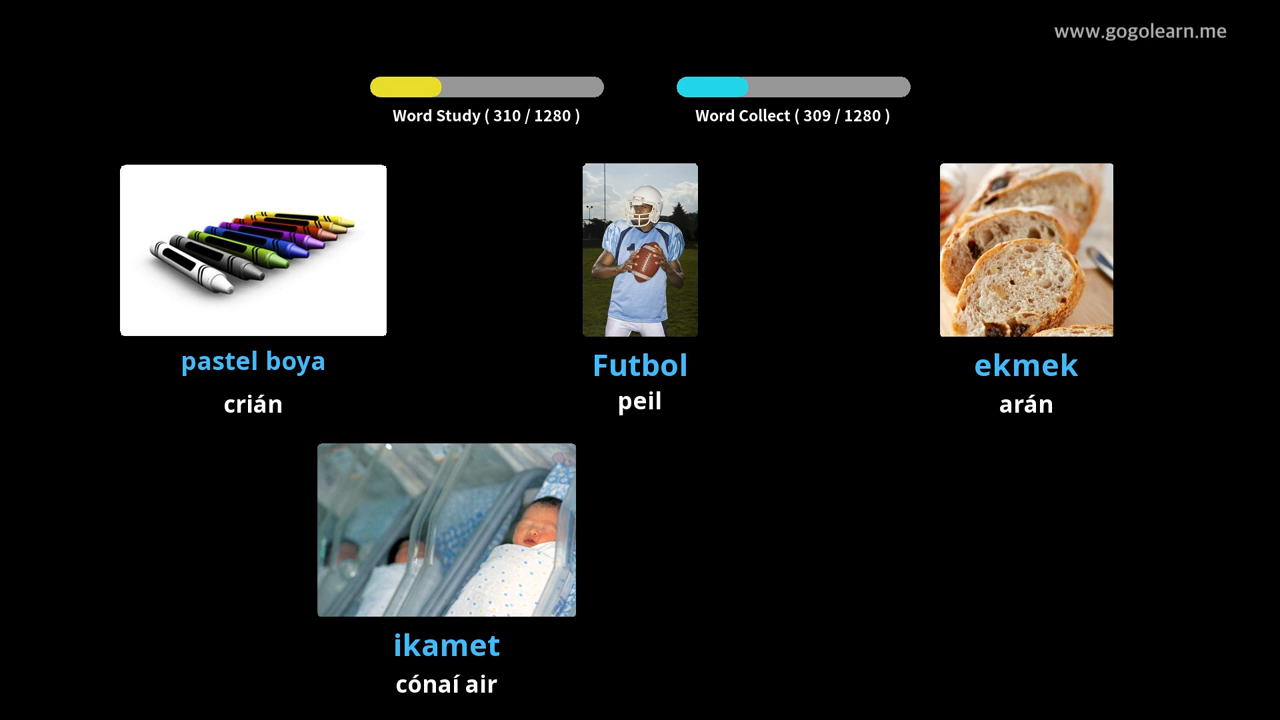 www.gogolearn.me
Word Study ( 310 / 1280 )
Word Collect ( 309 / 1280 )
pastel boya
crián
Futbol
peil
ekmek
arán
ikamet
cónaí air